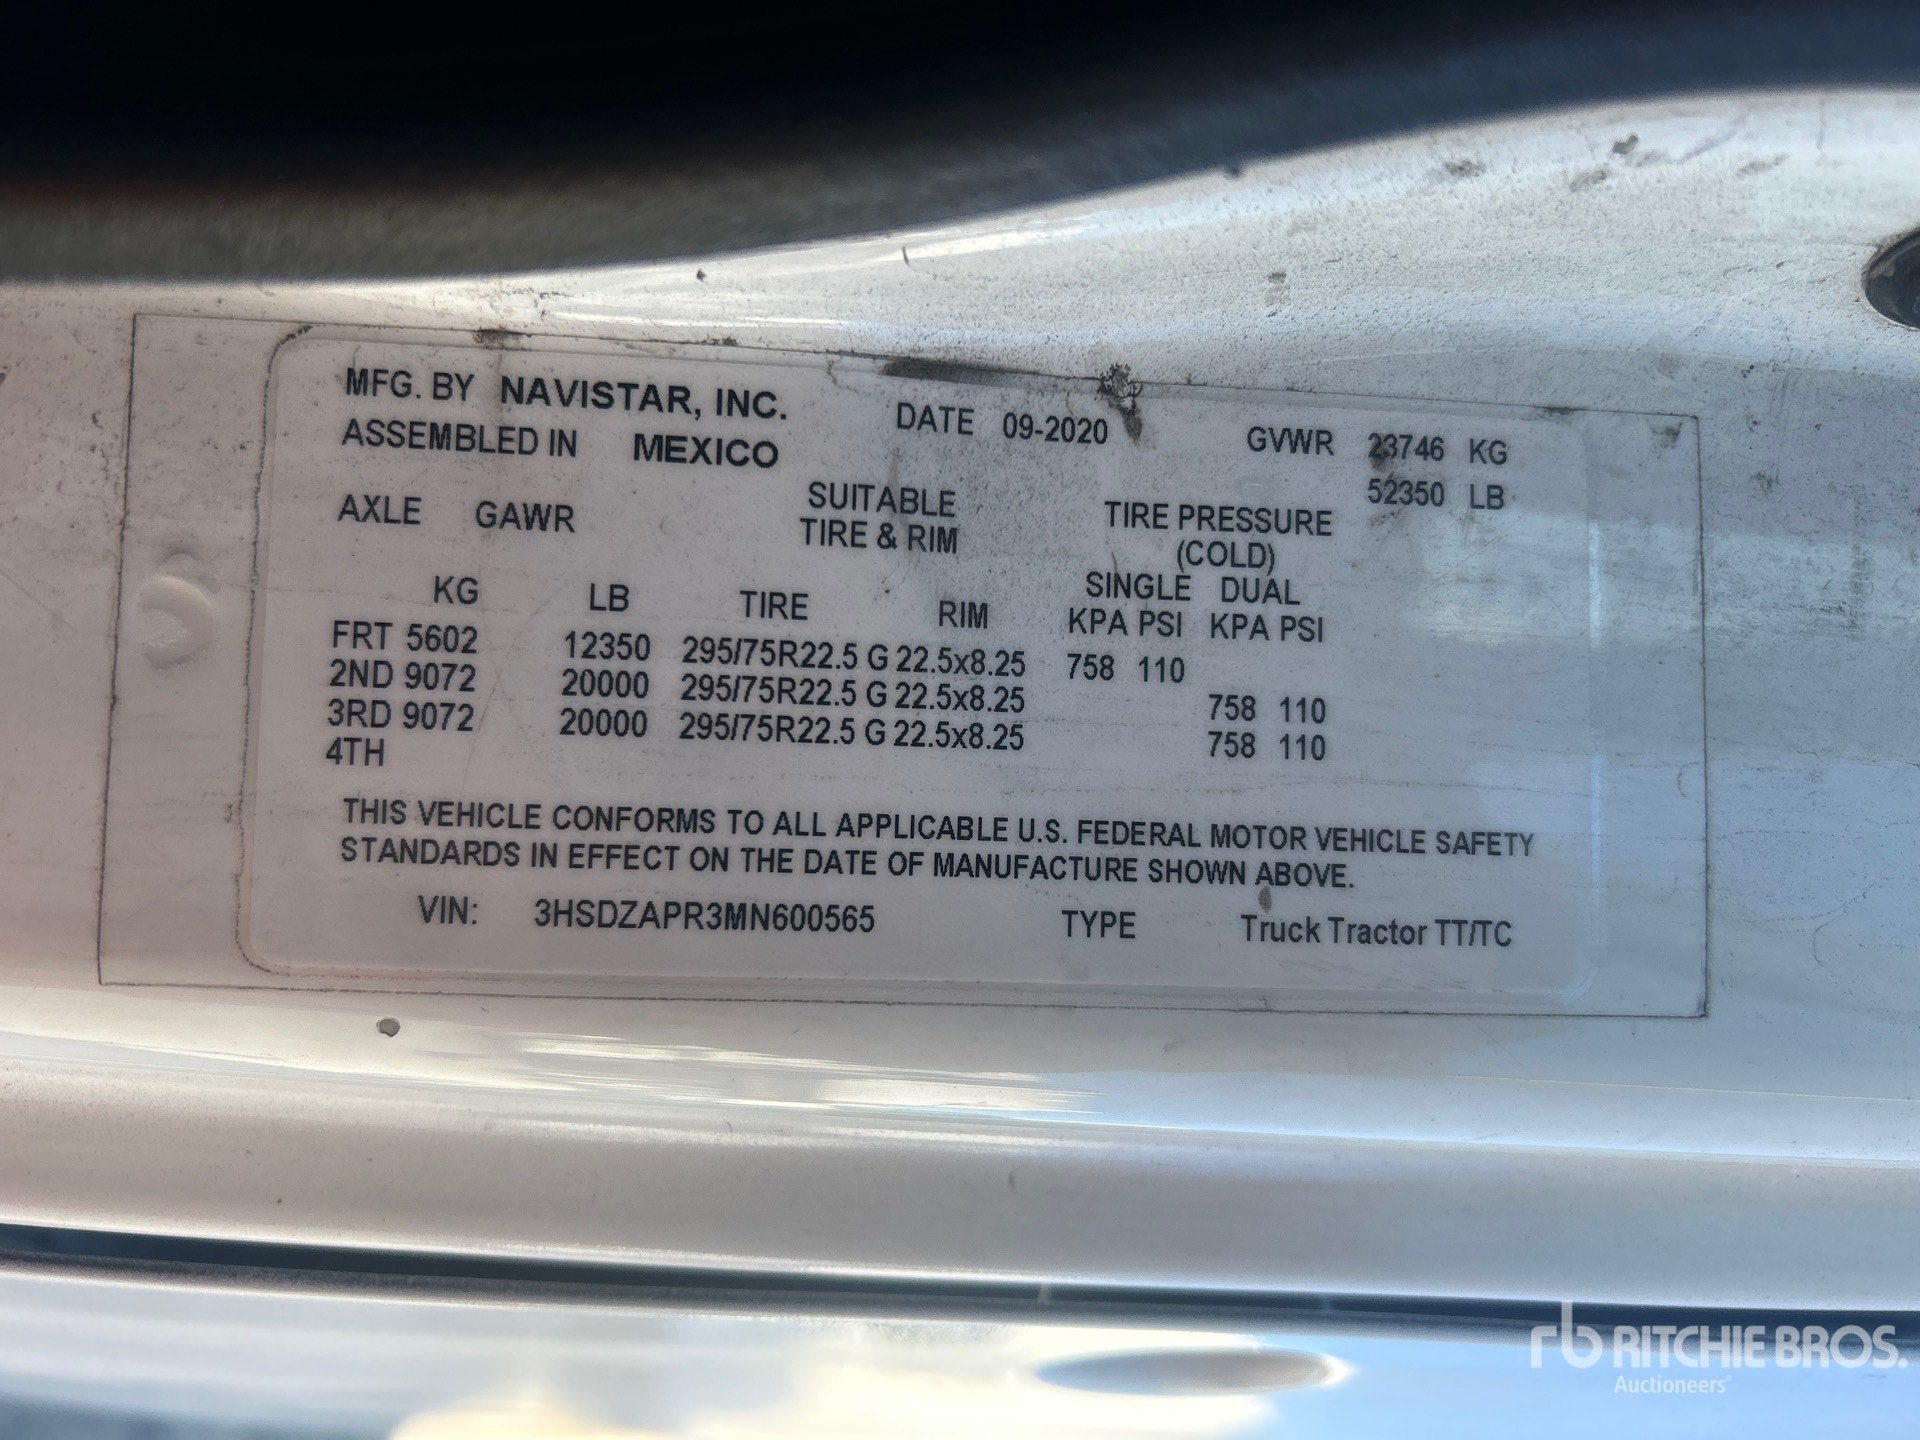 MFG. BY NAVISTAR, INC. DATE 09-2020 GVWR 23746 KG
ASSEMBLED IN MEXICO 52350 LB
AXLE GAWR SUITABLE TIRE PRESSURE
TIRE & RIM (COLD)
SINGLE DUAL
KG LB TIRE RIM KPA PSI KPA PSI
FRT 5602 12350 295/75R22.5 G 22.5x8.25 758 110
2ND 9072 20000 295/75R22.5 G 22.5x8.25 758 110
3RD 9072 20000 295/75R22.5 G 22.5x8.25 758 110
4TH
THIS VEHICLE CONFORMS TO ALL APPLICABLE U.S. FEDERAL MOTOR VEHICLE SAFETY
STANDARDS IN EFFECT ON THE DATE OF MANUFACTURE SHOWN ABOVE.
VIN: 3HSDZAPR3MN600565 TYPE Truck Tractor TT/TC
rb RITCHIE BROS.
Auctioneers